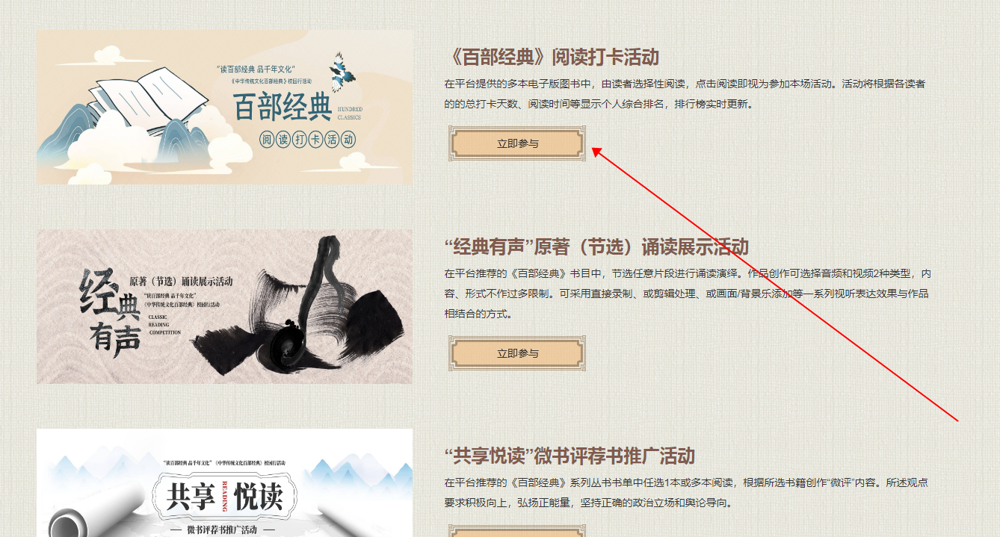 “读百部经典 品千年文化”
《中华传统文化百部经典》校园行活动
百部经典
HUNDRED
CLASSICS
阅读打卡活动
《百部经典》阅读打卡活动
在平台提供的多本电子版图书中，由读者选择性阅读，点击阅读即视为参加本场活动。活动将根据各读者
的的总打卡天数、阅读时间等显示个人综合排名，排行榜实时更新。
立即参与
经典
有声
原著（节选）诵读展示活动
“读百部经典 品千年文化”
《中华传统文化百部经典》校园行活动
CLASSIC
READING
COMPETITION
“经典有声”原著（节选）诵读展示活动
在平台推荐的《百部经典》书目中，节选任意片段进行诵读演绎。作品创作可选择音频和视频2种类型，内
容、形式不作过多限制。可采用直接录制、或剪辑处理、或画面/背景乐添加等一系列视听表达效果与作品
相结合的方式。
立即参与
“读百部经典 品千年文化”《中华传统文化百部经典》校园行活动
共享 READING 悦读
— 微书评荐书推广活动 —
“共享悦读”微书评荐书推广活动
在平台推荐的《百部经典》系列丛书书单中任选1本或多本阅读，根据所选书籍创作“微评”内容。所述观点
要求积极向上，弘扬正能量，坚持正确的政治立场和舆论导向。